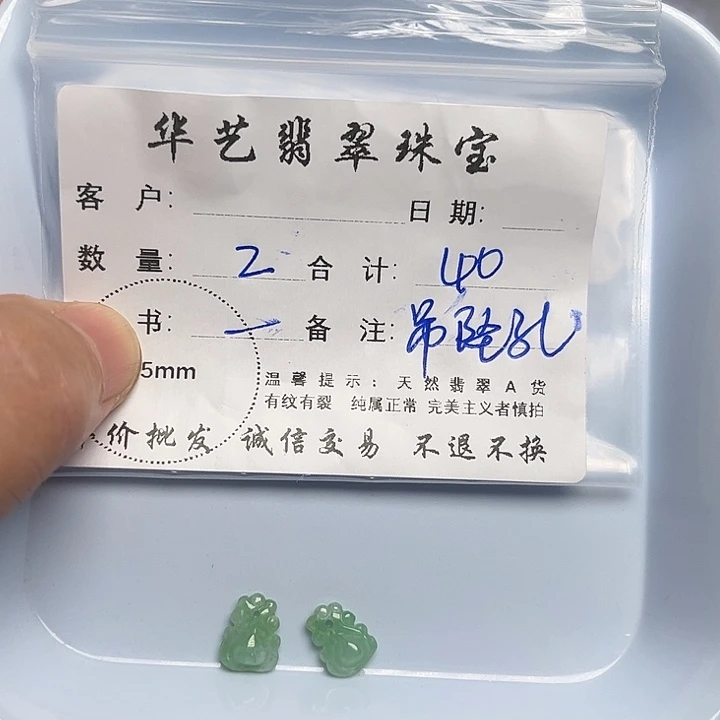 华艺翡翠珠宝
客 户: 日 期:
数 量: 2 合 计: 40
书: 一 备 注: 吊坠孔
5mm
温馨提示: 天然翡翠A货
有纹有裂 纯属正常 完美主义者慎拍
价批发 诚信交易 不退不换